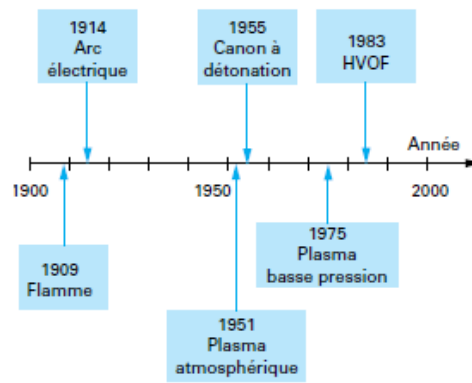 1914
Arc
électrique
1955
Canon à
détonation
1983
HVOF
Année
1900
1950
2000
1909
Flamme
1951
Plasma
atmosphérique
1975
Plasma
basse pression